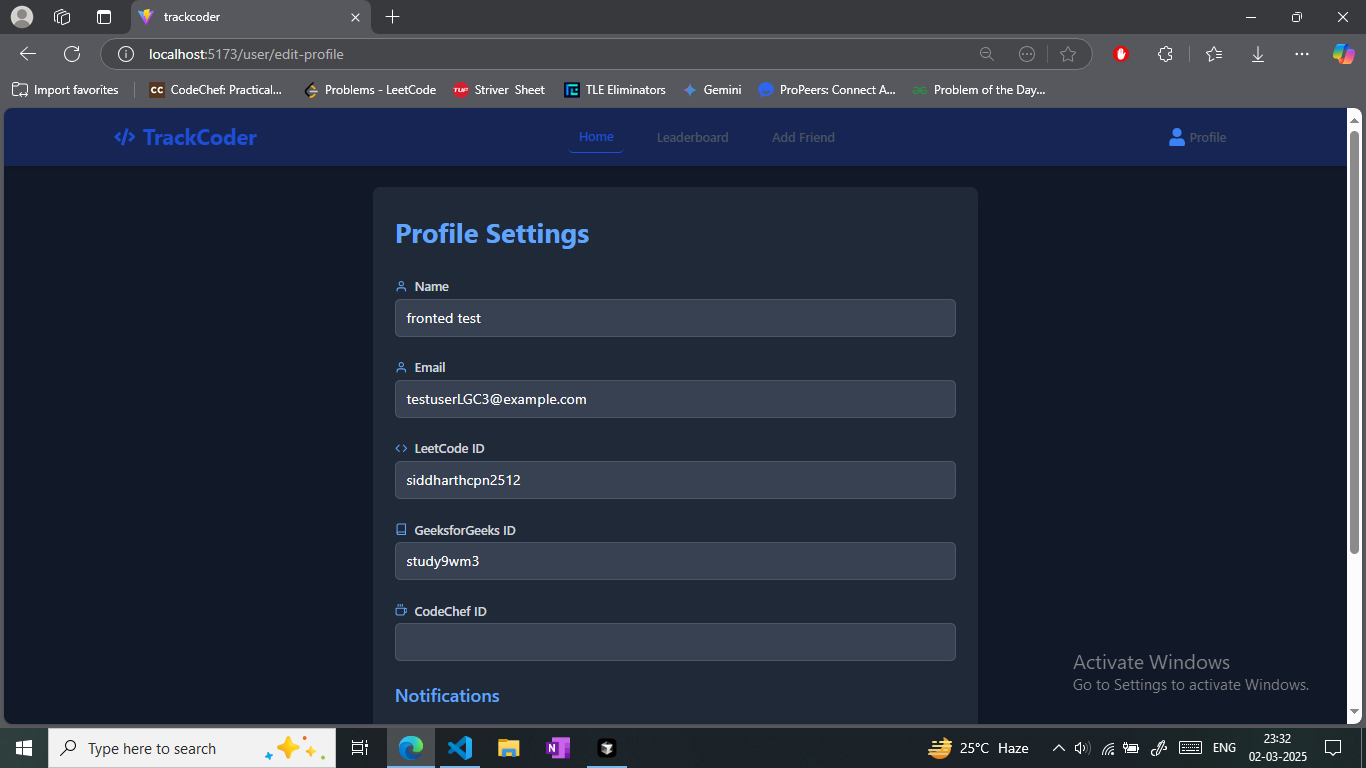 trackcoder
localhost:5173/user/edit-profile
Import favorites
CC CodeChef: Practical...
Problems - LeetCode
TUF Striver Sheet
TLE Eliminators
Gemini
ProPeers: Connect A...
Problem of the Day...
</> TrackCoder
Home
Leaderboard
Add Friend
Profile
Profile Settings
Name
fronted test
Email
testuserLGC3@example.com
LeetCode ID
siddharthcpn2512
GeeksforGeeks ID
study9wm3
CodeChef ID
Notifications
Activate Windows
Go to Settings to activate Windows.
Type here to search
25°C Haze
ENG
23:32
02-03-2025